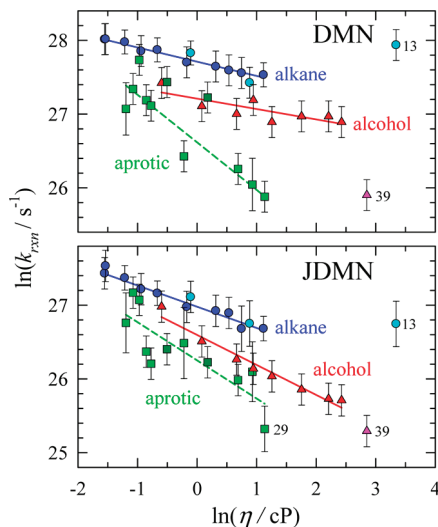 DMN
28
27
26
13
alkane
alcohol
aprotic
39
ln(k_rxn / s⁻¹)
JDMN
27
26
25
13
alkane
alcohol
aprotic
29
39
-2 -1 0 1 2 3 4
ln(η / cP)